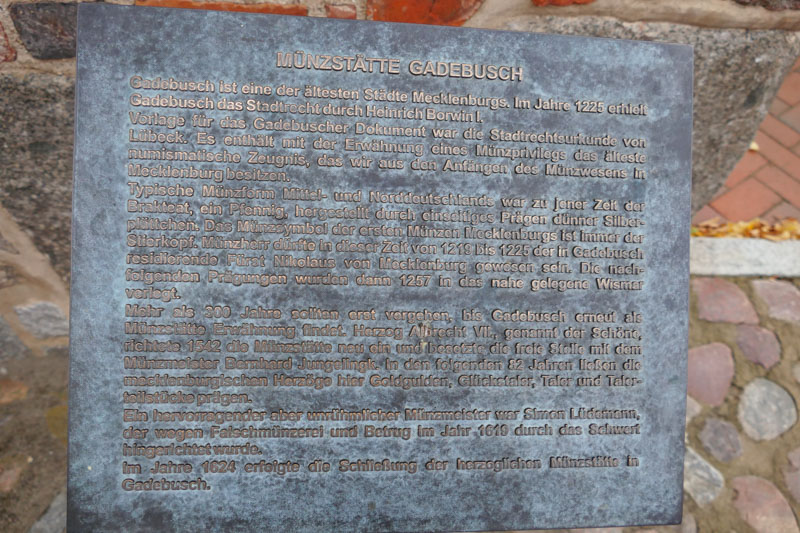 MÜNZSTÄTTE GADEBUSCH
Gadebusch ist eine der ältesten Städte Mecklenburgs. Im Jahre 1225 erhielt
Gadebusch das Stadtrecht durch Heinrich Borwin I.
Vorlage für das Gadebuscher Dokument war die Stadtrechtsurkunde von
Lübeck. Es enthält mit der Erwähnung eines Münzprivilegs das älteste
numismatische Zeugnis, das wir aus den Anfängen des Münzwesens in
Mecklenburg besitzen.
Typische Münzform Mittel- und Norddeutschlands war zu jener Zeit der
Brakteat, ein Pfennig, hergestellt durch einseitiges Prägen dünner Silber-
plättchen. Das Münzsymbol der ersten Münzen Mecklenburgs ist immer der
Stierkopf. Münzherr dürfte in dieser Zeit von 1219 bis 1225 der in Gadebusch
residierende Fürst Nikolaus von Mecklenburg gewesen sein. Die nach-
folgenden Prägungen wurden dann 1257 in das nahe gelegene Wismar
verlegt.
Mehr als 300 Jahre sollten erst vergehen, bis Gadebusch erneut als
Münzstätte Erwähnung findet. Herzog Albrecht VII., genannt der Schöne,
richtete 1542 die Münzstätte neu ein und besetzte die freie Stelle mit dem
Münzmeister Bernhard Jungelingk. In den folgenden 82 Jahren ließen die
mecklenburgischen Herzöge hier Goldgulden, Glückstaler, Taler und Taler-
teilstücke prägen.
Ein hervorragender aber unrühmlicher Münzmeister war Simon Lüdemann,
der wegen Falschmünzerei und Betrug im Jahr 1619 durch das Schwert
hingerichtet wurde.
Im Jahre 1624 erfolgte die Schließung der herzoglichen Münzstätte in
Gadebusch.